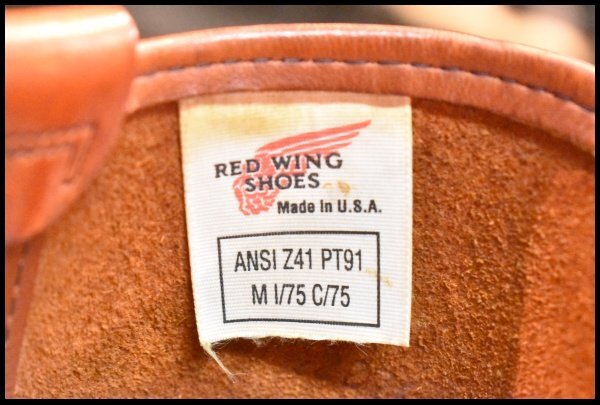 RED WING
SHOES
Made In U.S.A.
ANSI Z41 PT91
M I/75 C/75